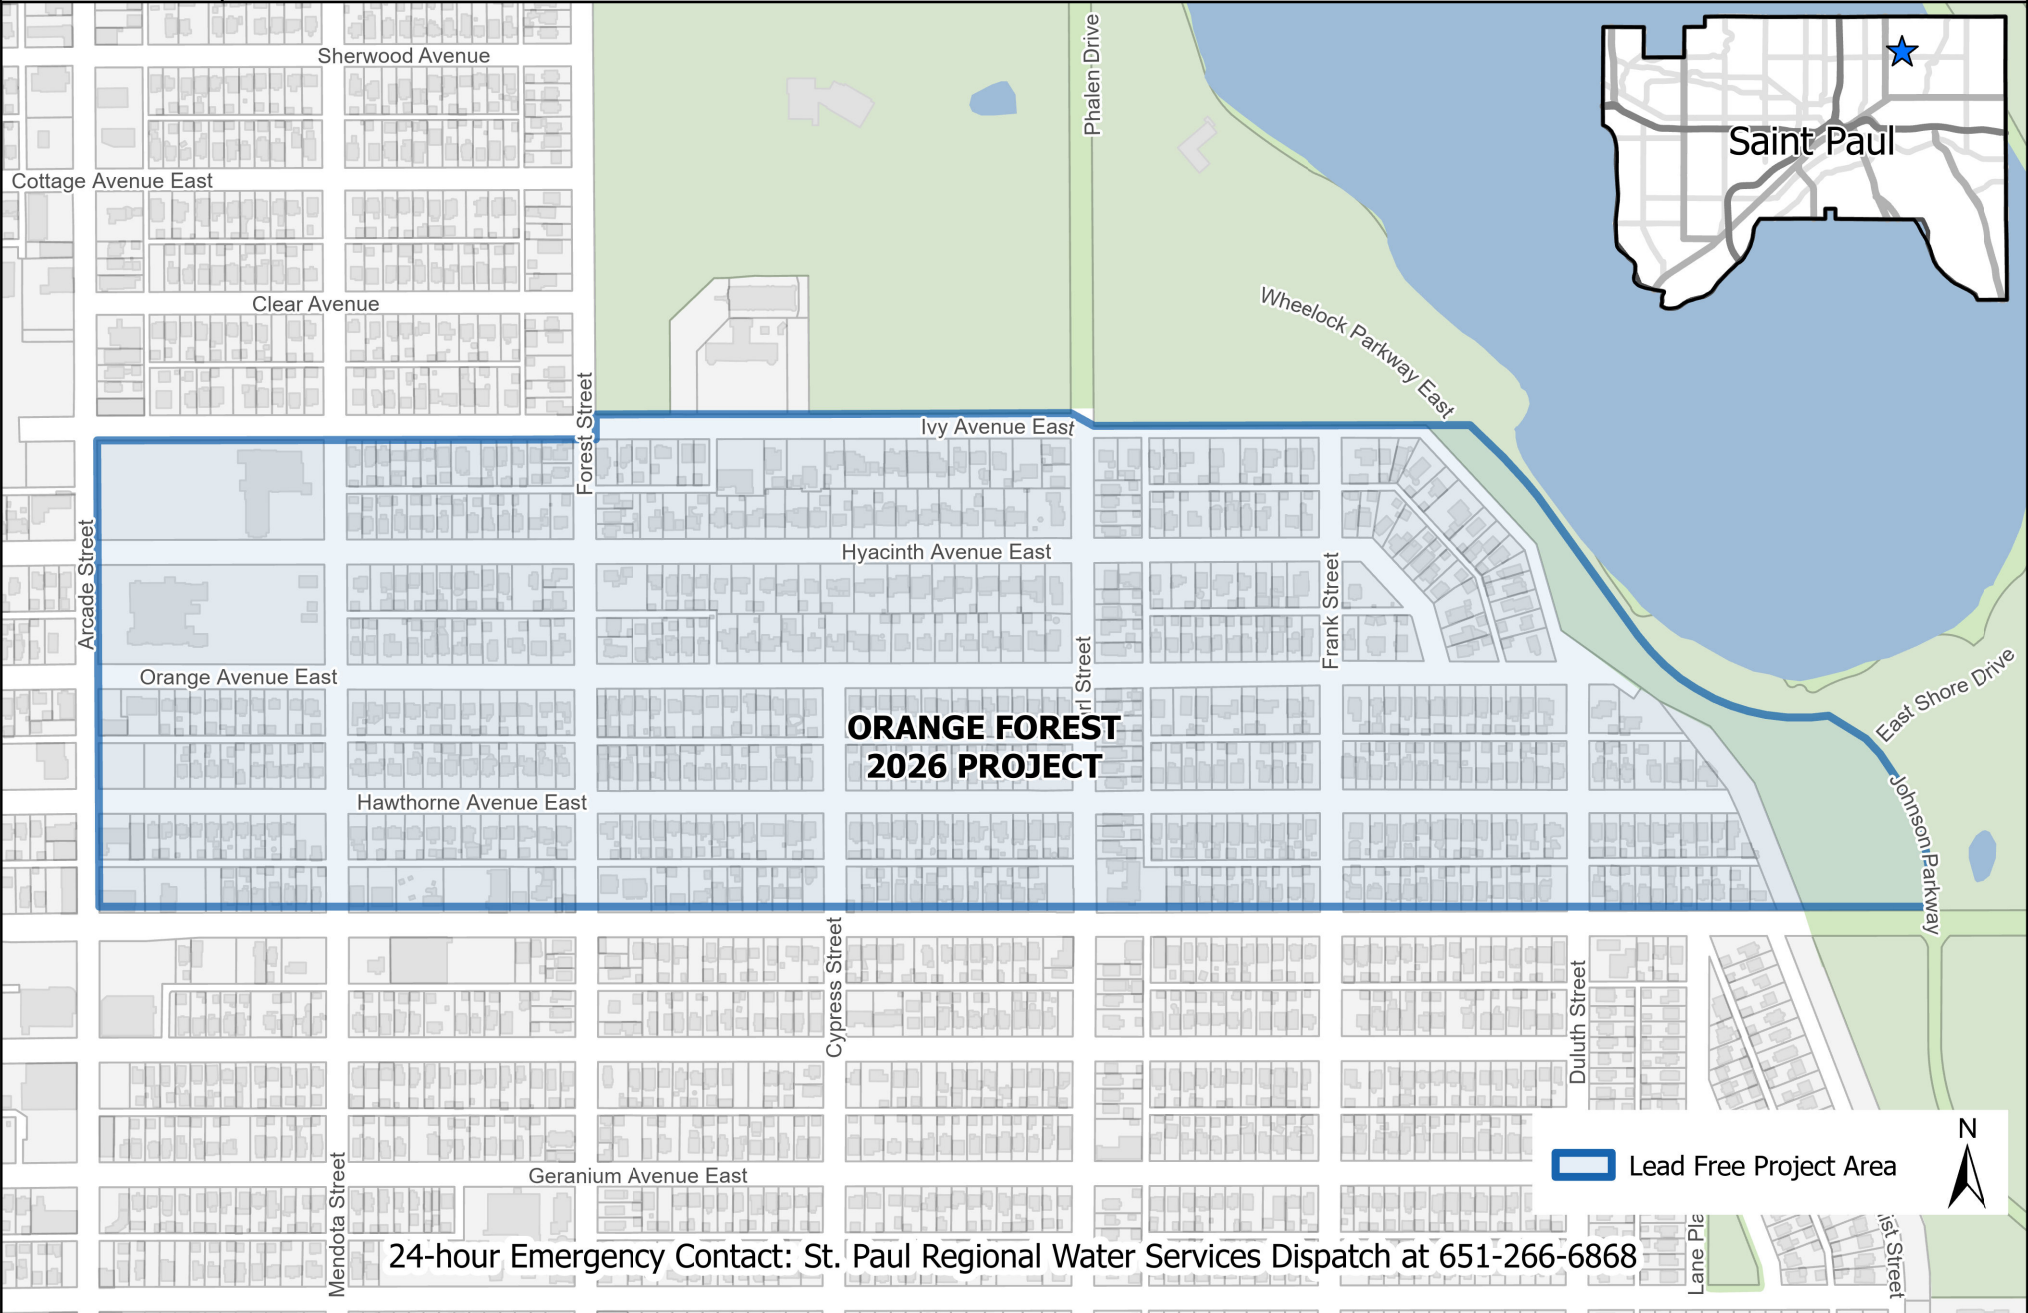 Sherwood Avenue
Phalen Drive
Saint Paul
Cottage Avenue East
Clear Avenue
Wheelock Parkway East
Forest Street
Ivy Avenue East
Arcade Street
Hyacinth Avenue East
Frank Street
Orange Avenue East
Street
East Shore Drive
ORANGE FOREST
2026 PROJECT
Hawthorne Avenue East
Johnson Parkway
Cypress Street
Duluth Street
N
Lead Free Project Area
Mendota Street
Geranium Avenue East
Lane
Street
24-hour Emergency Contact: St. Paul Regional Water Services Dispatch at 651-266-6868